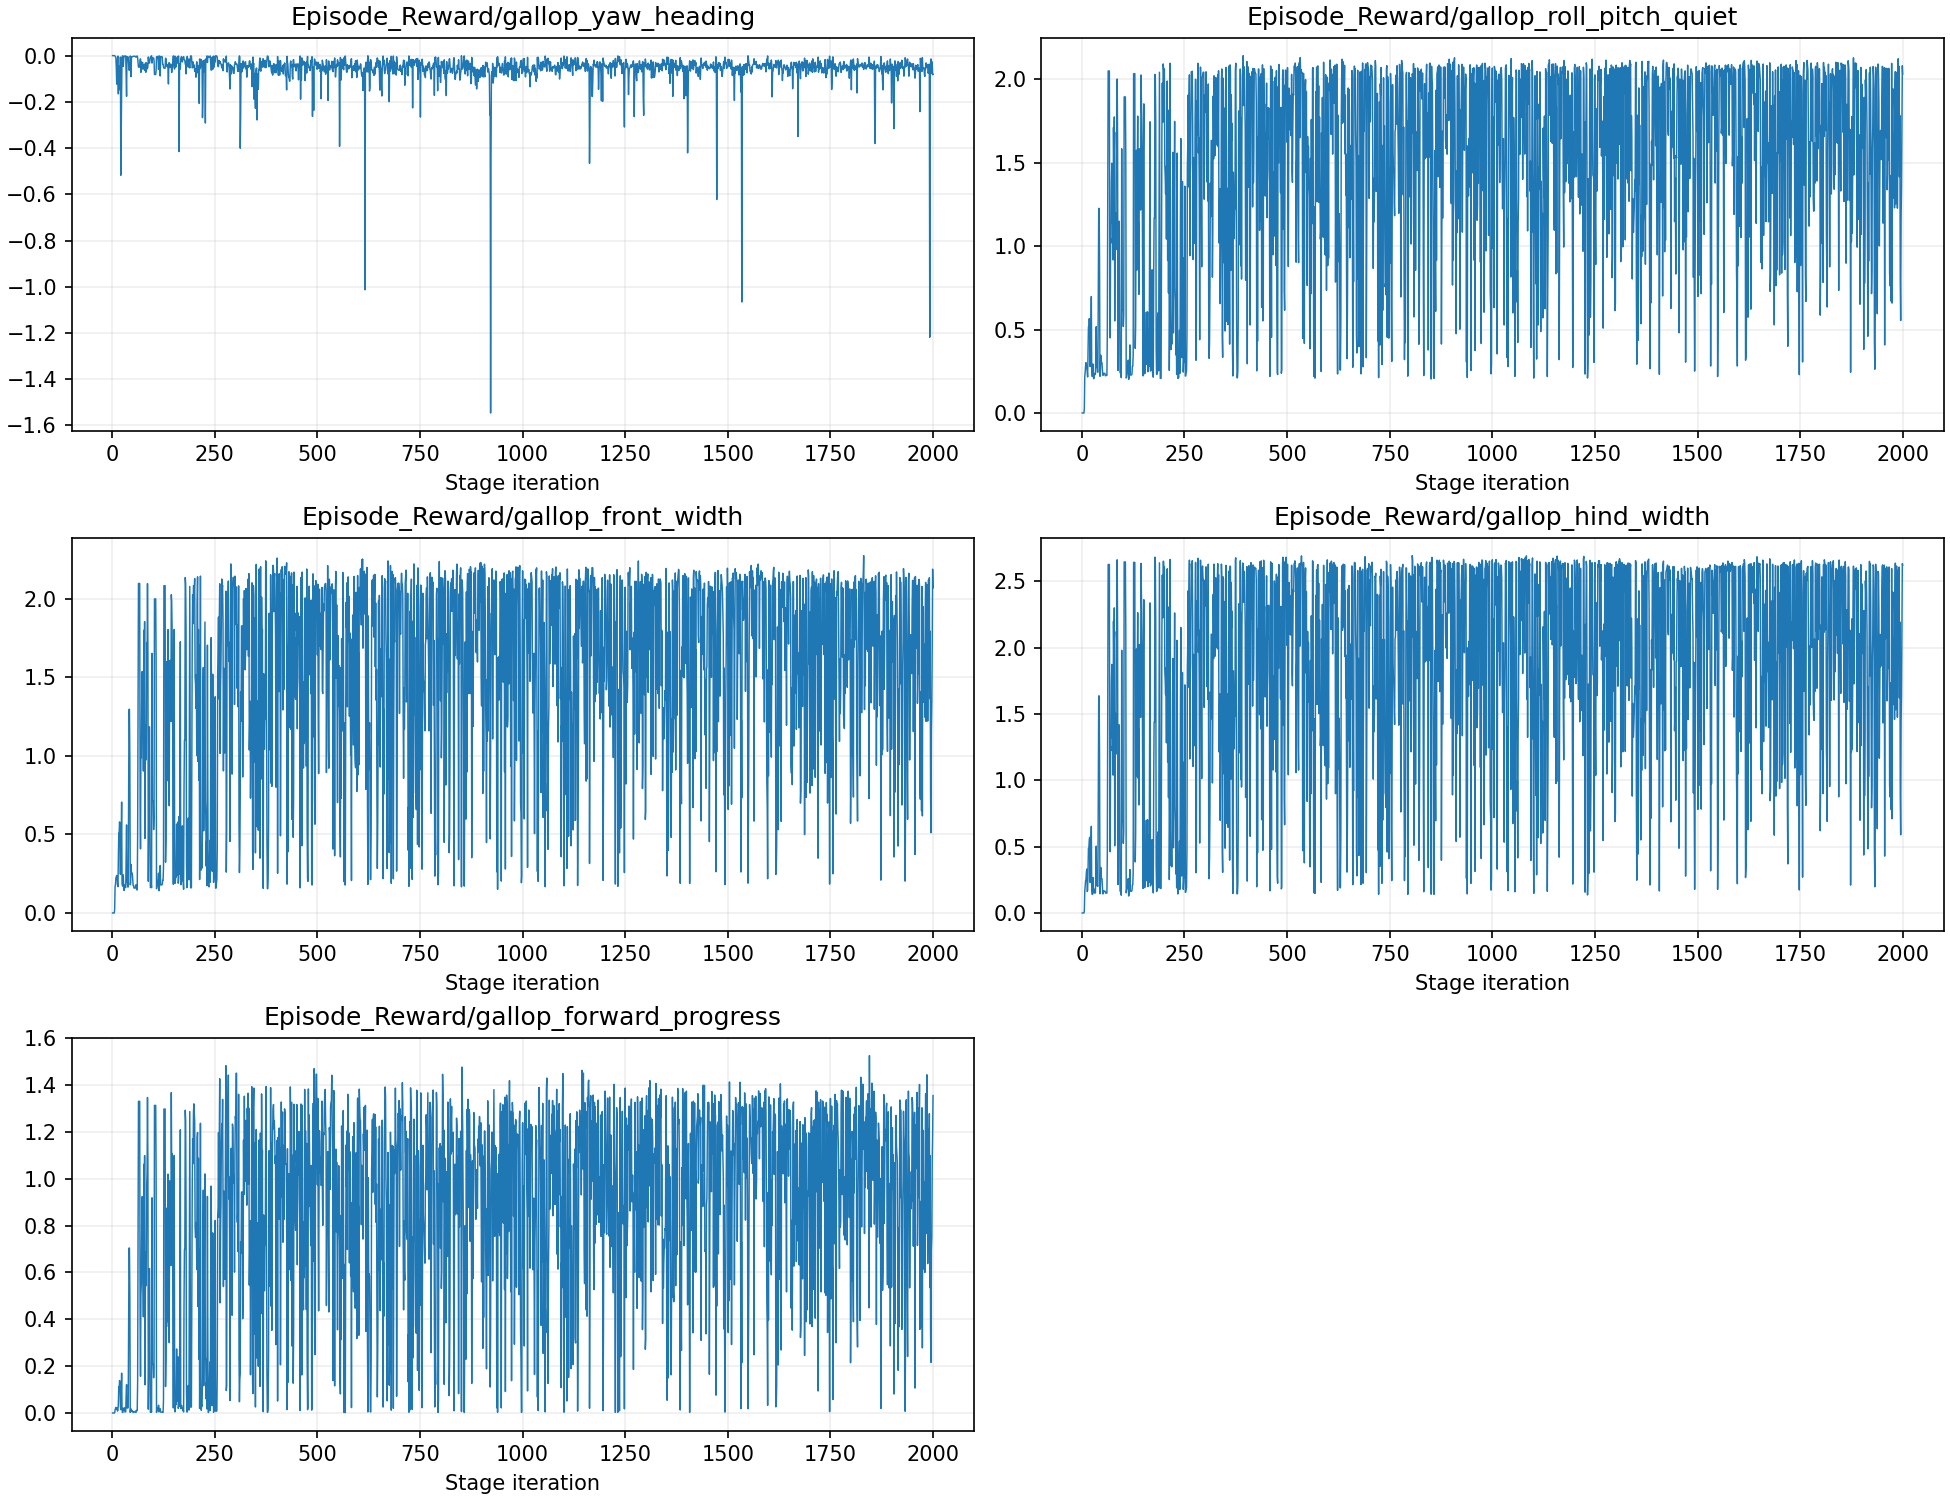 Episode_Reward/gallop_yaw_heading
0.0
−0.2
−0.4
−0.6
−0.8
−1.0
−1.2
−1.4
−1.6
0 250 500 750 1000 1250 1500 1750 2000
Stage iteration
Episode_Reward/gallop_roll_pitch_quiet
2.0
1.5
1.0
0.5
0.0
0 250 500 750 1000 1250 1500 1750 2000
Stage iteration
Episode_Reward/gallop_front_width
2.0
1.5
1.0
0.5
0.0
0 250 500 750 1000 1250 1500 1750 2000
Stage iteration
Episode_Reward/gallop_hind_width
2.5
2.0
1.5
1.0
0.5
0.0
0 250 500 750 1000 1250 1500 1750 2000
Stage iteration
Episode_Reward/gallop_forward_progress
1.6
1.4
1.2
1.0
0.8
0.6
0.4
0.2
0.0
0 250 500 750 1000 1250 1500 1750 2000
Stage iteration